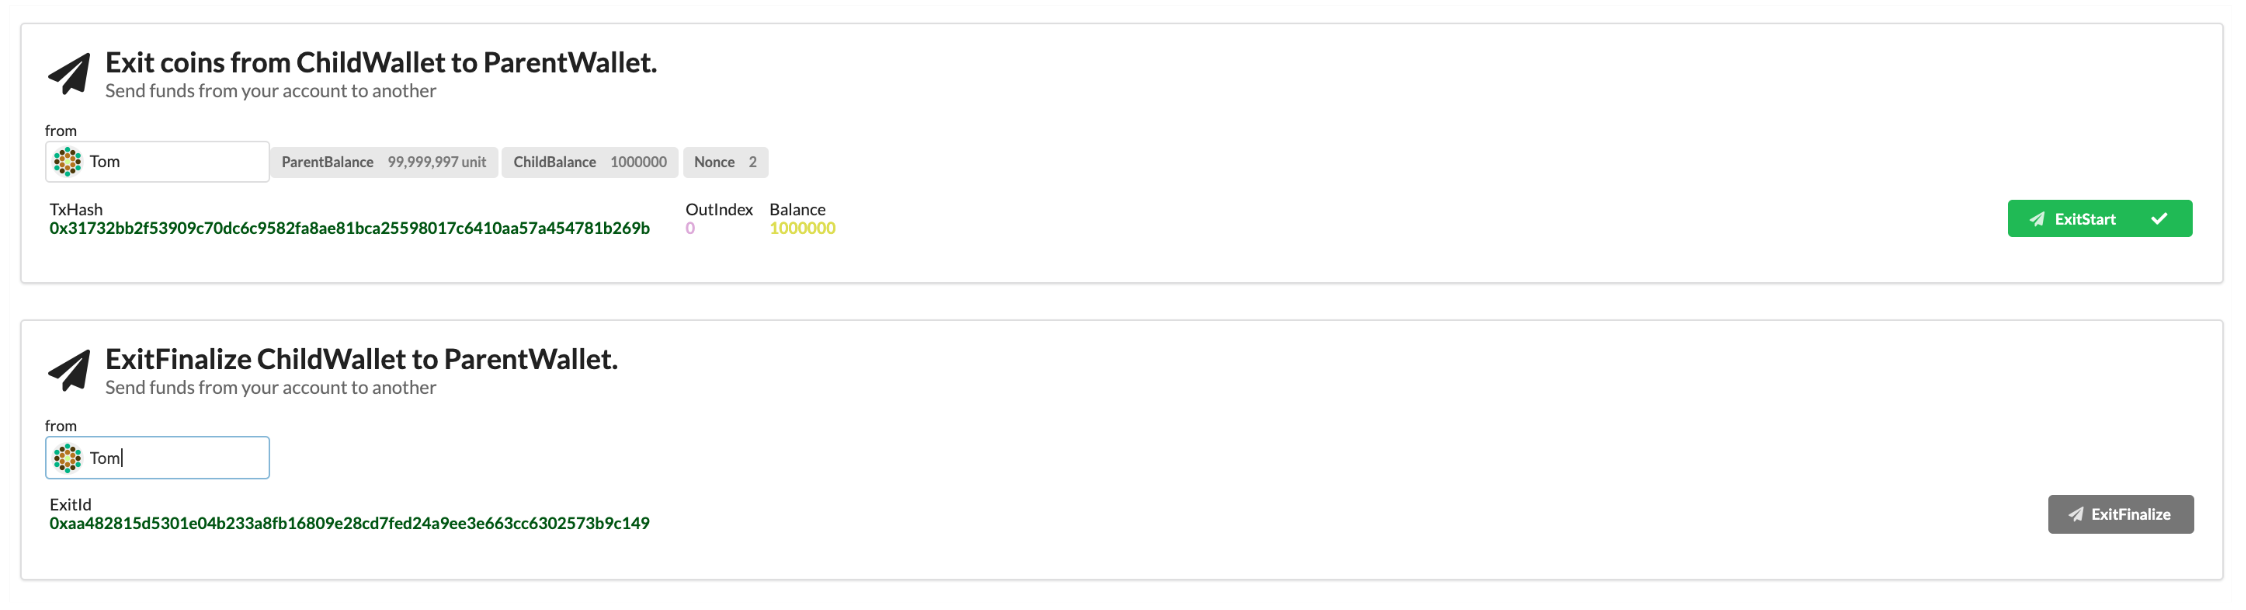 Exit coins from ChildWallet to ParentWallet.
Send funds from your account to another
from
Tom ParentBalance 99,999,997 unit ChildBalance 1000000 Nonce 2
TxHash OutIndex Balance
0x31732bb2f53909c70dc6c9582fa8ae81bca25598017c6410aa57a454781b269b 0 1000000
ExitStart
ExitFinalize ChildWallet to ParentWallet.
Send funds from your account to another
from
Tom
ExitId
0xaa482815d5301e04b233a8fb16809e28cd7fed24a9ee3e663cc6302573b9c149
ExitFinalize